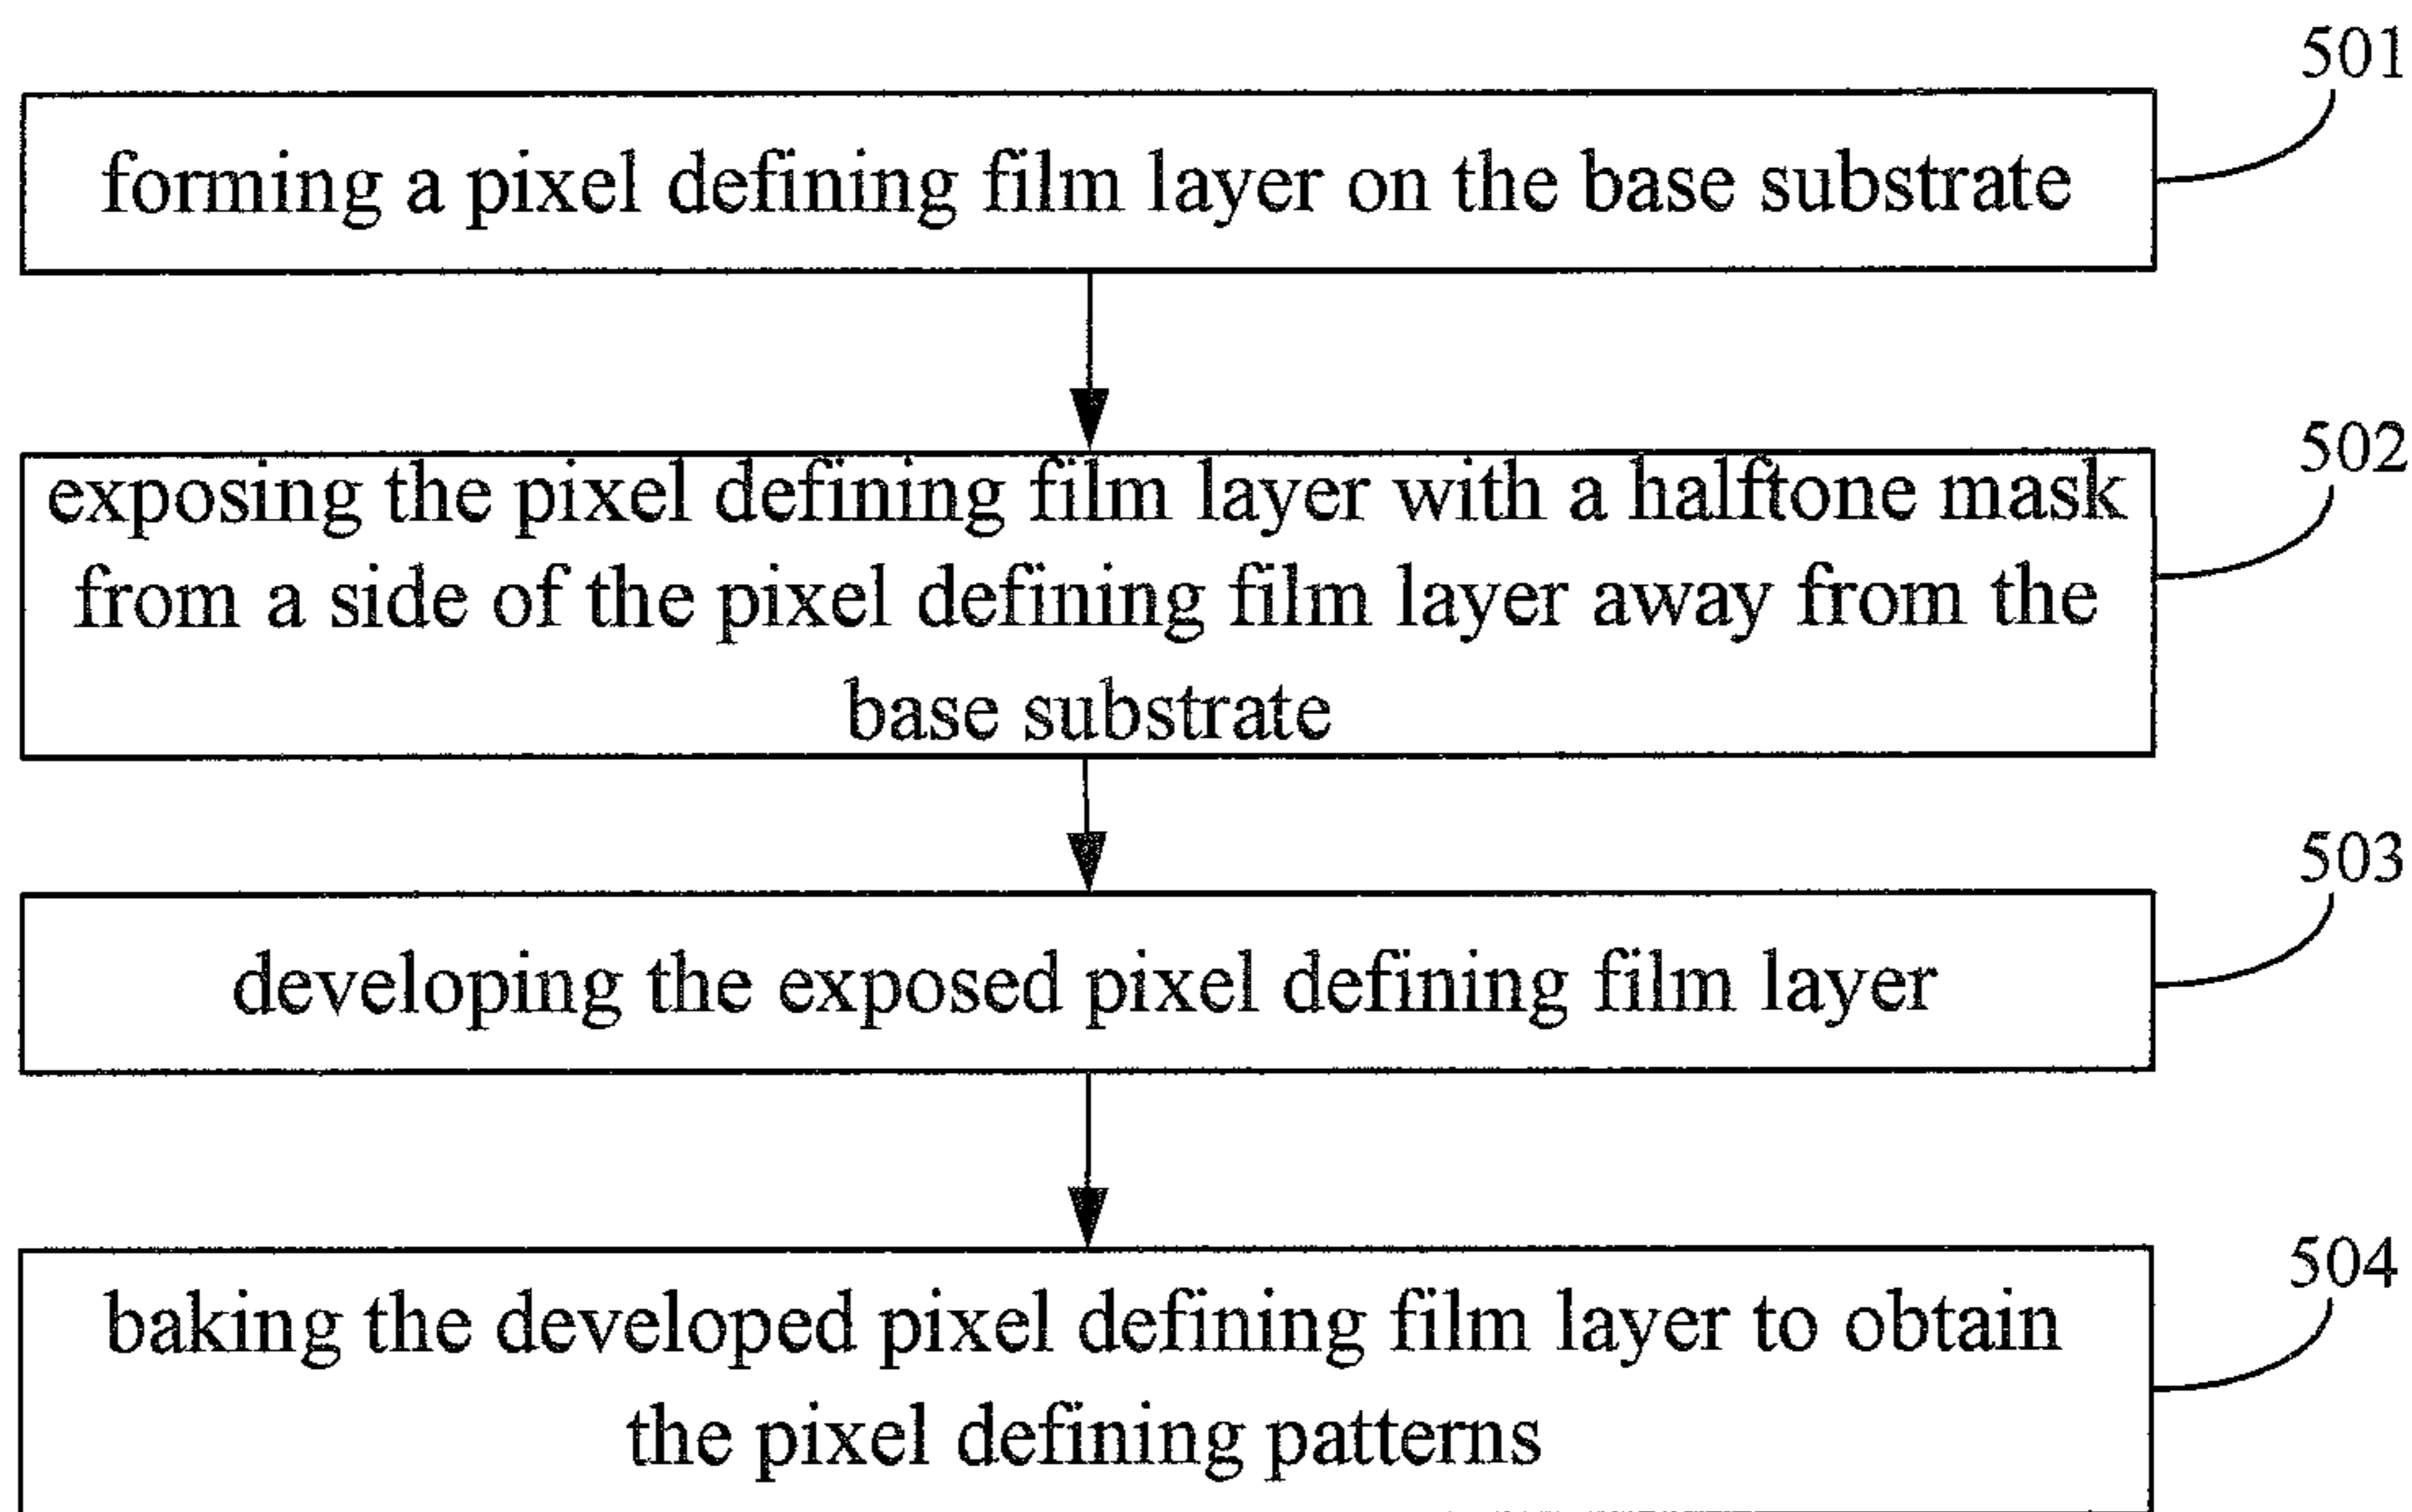 501
forming a pixel defining film layer on the base substrate
502
exposing the pixel defining film layer with a halftone mask
from a side of the pixel defining film layer away from the
base substrate
503
developing the exposed pixel defining film layer
504
baking the developed pixel defining film layer to obtain
the pixel defining patterns